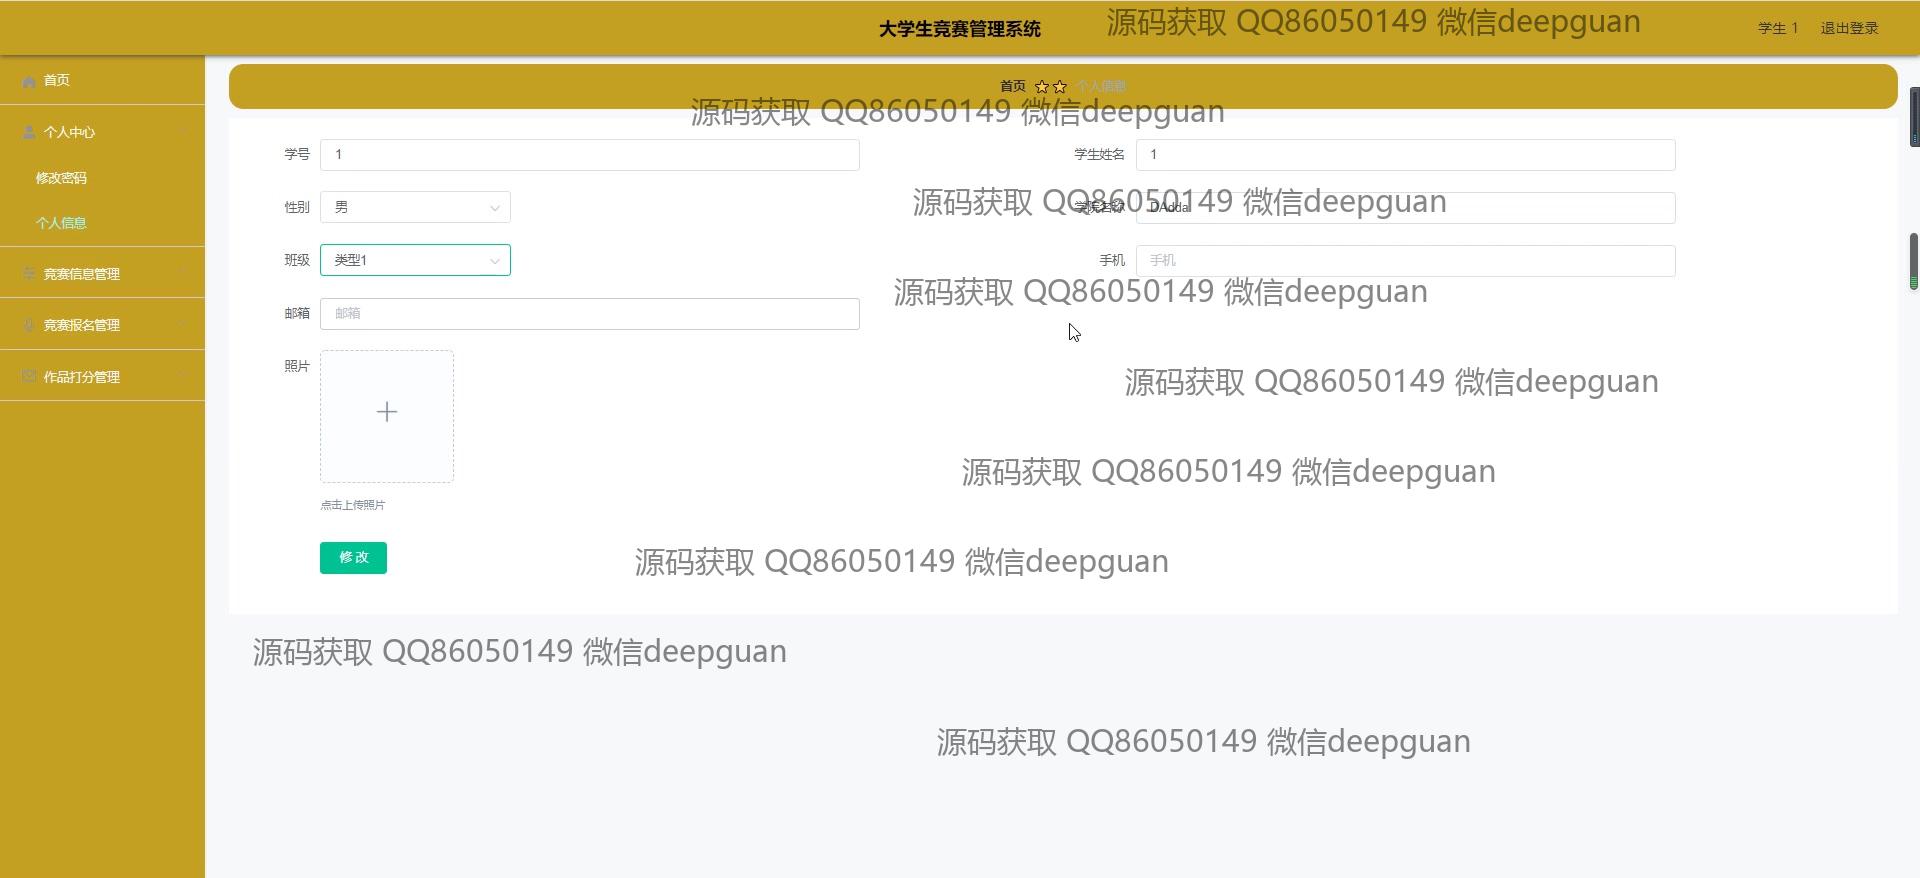 大学生竞赛管理系统
源码获取 QQ86050149 微信deepguan
学生 1
退出登录
首页
个人中心
修改密码
个人信息
竞赛信息管理
竞赛报名管理
作品打分管理
首页 ☆☆ 个人信息
源码获取 QQ86050149 微信deepguan
学号 1
学生姓名 1
性别 男
学院名称 DAdda
源码获取 QQ86050149 微信deepguan
班级 类型1
手机 手机
源码获取 QQ86050149 微信deepguan
邮箱 邮箱
照片
源码获取 QQ86050149 微信deepguan
源码获取 QQ86050149 微信deepguan
点击上传照片
修改
源码获取 QQ86050149 微信deepguan
源码获取 QQ86050149 微信deepguan
源码获取 QQ86050149 微信deepguan